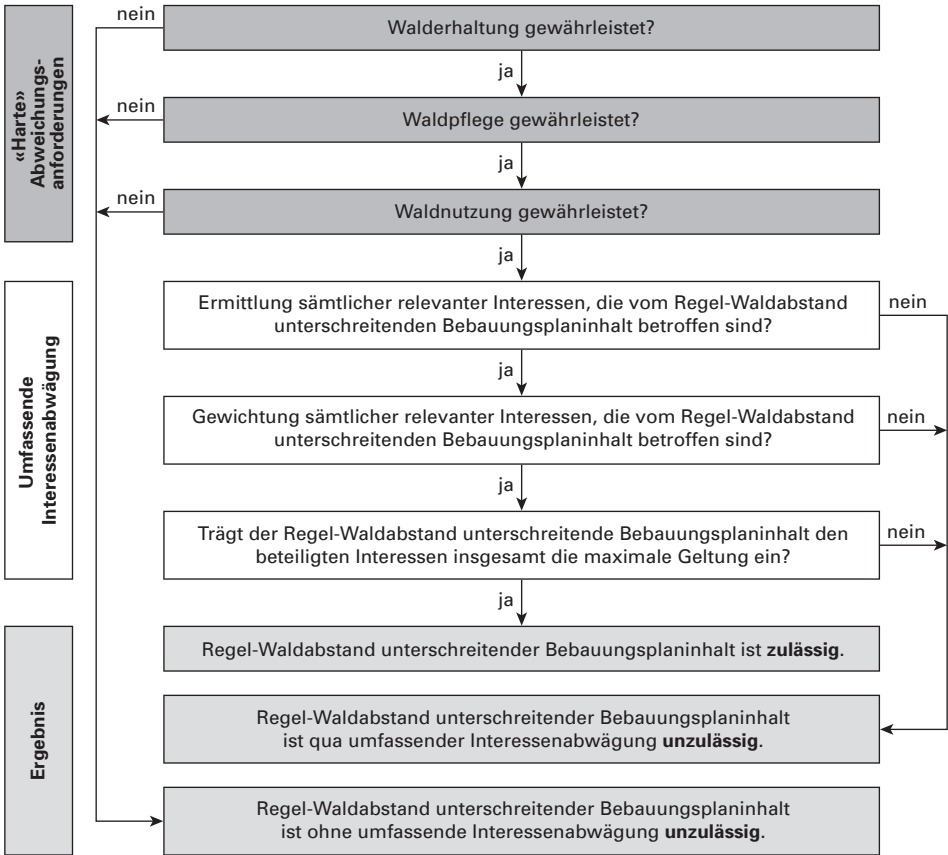 «Harte»
Abweichungs-
anforderungen
nein
Walderhaltung gewährleistet?
ja
nein
Waldpflege gewährleistet?
ja
nein
Waldnutzung gewährleistet?
ja
Umfassende
Interessenabwägung
Ermittlung sämtlicher relevanter Interessen, die vom Regel-Waldabstand
unterschreitenden Bebauungsplaninhalt betroffen sind?
nein
ja
Gewichtung sämtlicher relevanter Interessen, die vom Regel-Waldabstand
unterschreitenden Bebauungsplaninhalt betroffen sind?
nein
ja
Trägt der Regel-Waldabstand unterschreitende Bebauungsplaninhalt den
beteiligten Interessen insgesamt die maximale Geltung ein?
nein
ja
Ergebnis
Regel-Waldabstand unterschreitender Bebauungsplaninhalt ist zulässig.
Regel-Waldabstand unterschreitender Bebauungsplaninhalt
ist qua umfassender Interessenabwägung unzulässig.
Regel-Waldabstand unterschreitender Bebauungsplaninhalt
ist ohne umfassende Interessenabwägung unzulässig.